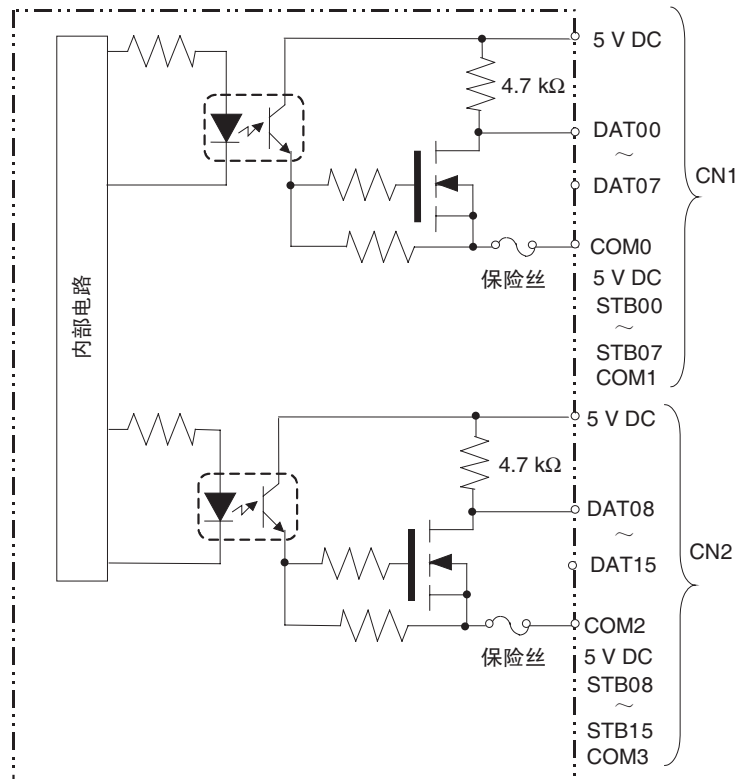 5 V DC
4.7 kΩ
DAT00
~
DAT07
CN1
COM0
保险丝
5 V DC
STB00
~
STB07
COM1
内部电路
5 V DC
4.7 kΩ
DAT08
~
DAT15
CN2
COM2
保险丝
5 V DC
STB08
~
STB15
COM3